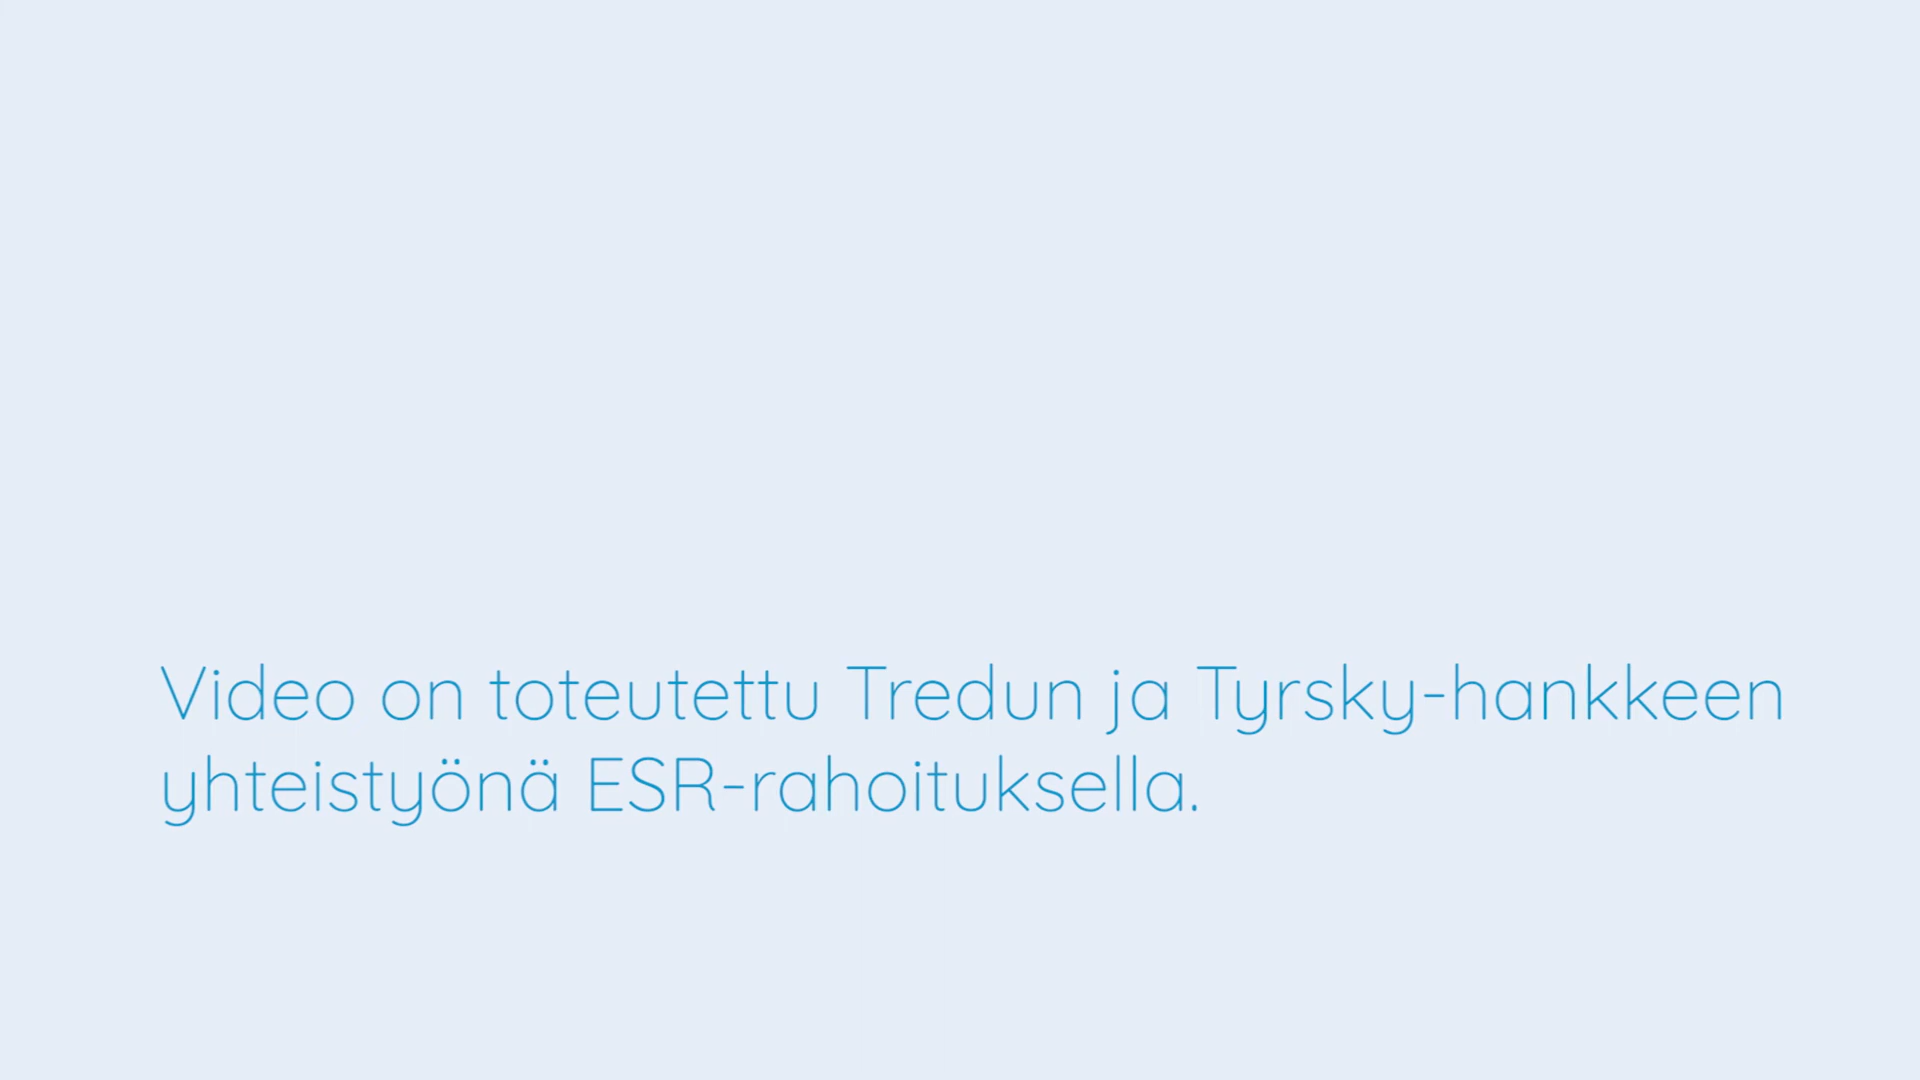 Video on toteutettu Tredun ja Tyrsky-hankkeen
yhteistyönä ESR-rahoituksella.